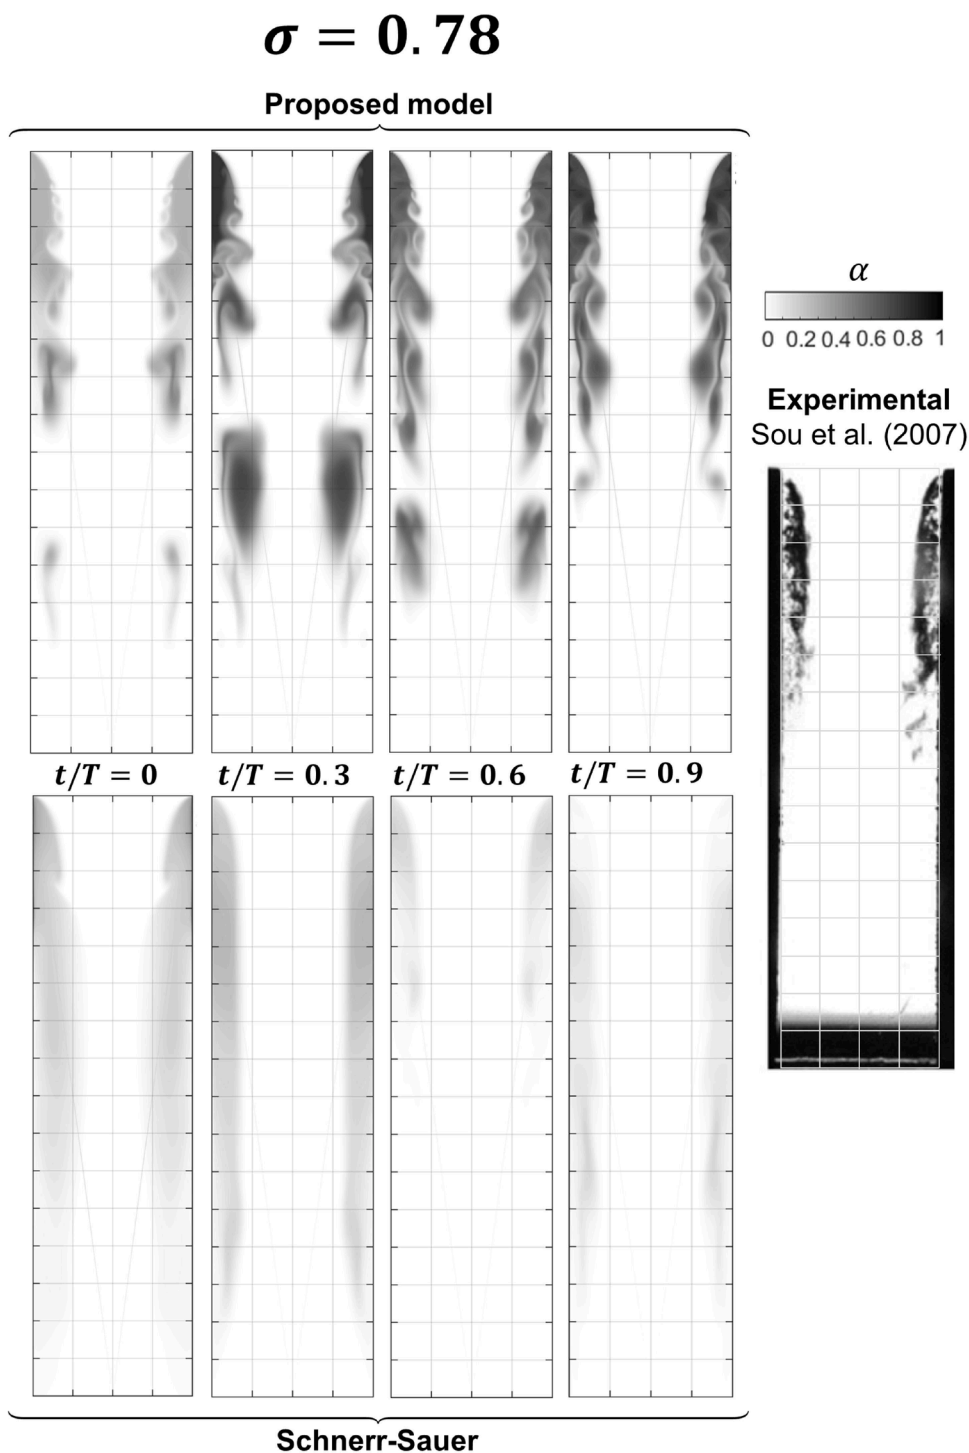 σ = 0.78
Proposed model
α
0 0.2 0.4 0.6 0.8 1
Experimental
Sou et al. (2007)
t/T = 0 t/T = 0.3 t/T = 0.6 t/T = 0.9
Schnerr-Sauer